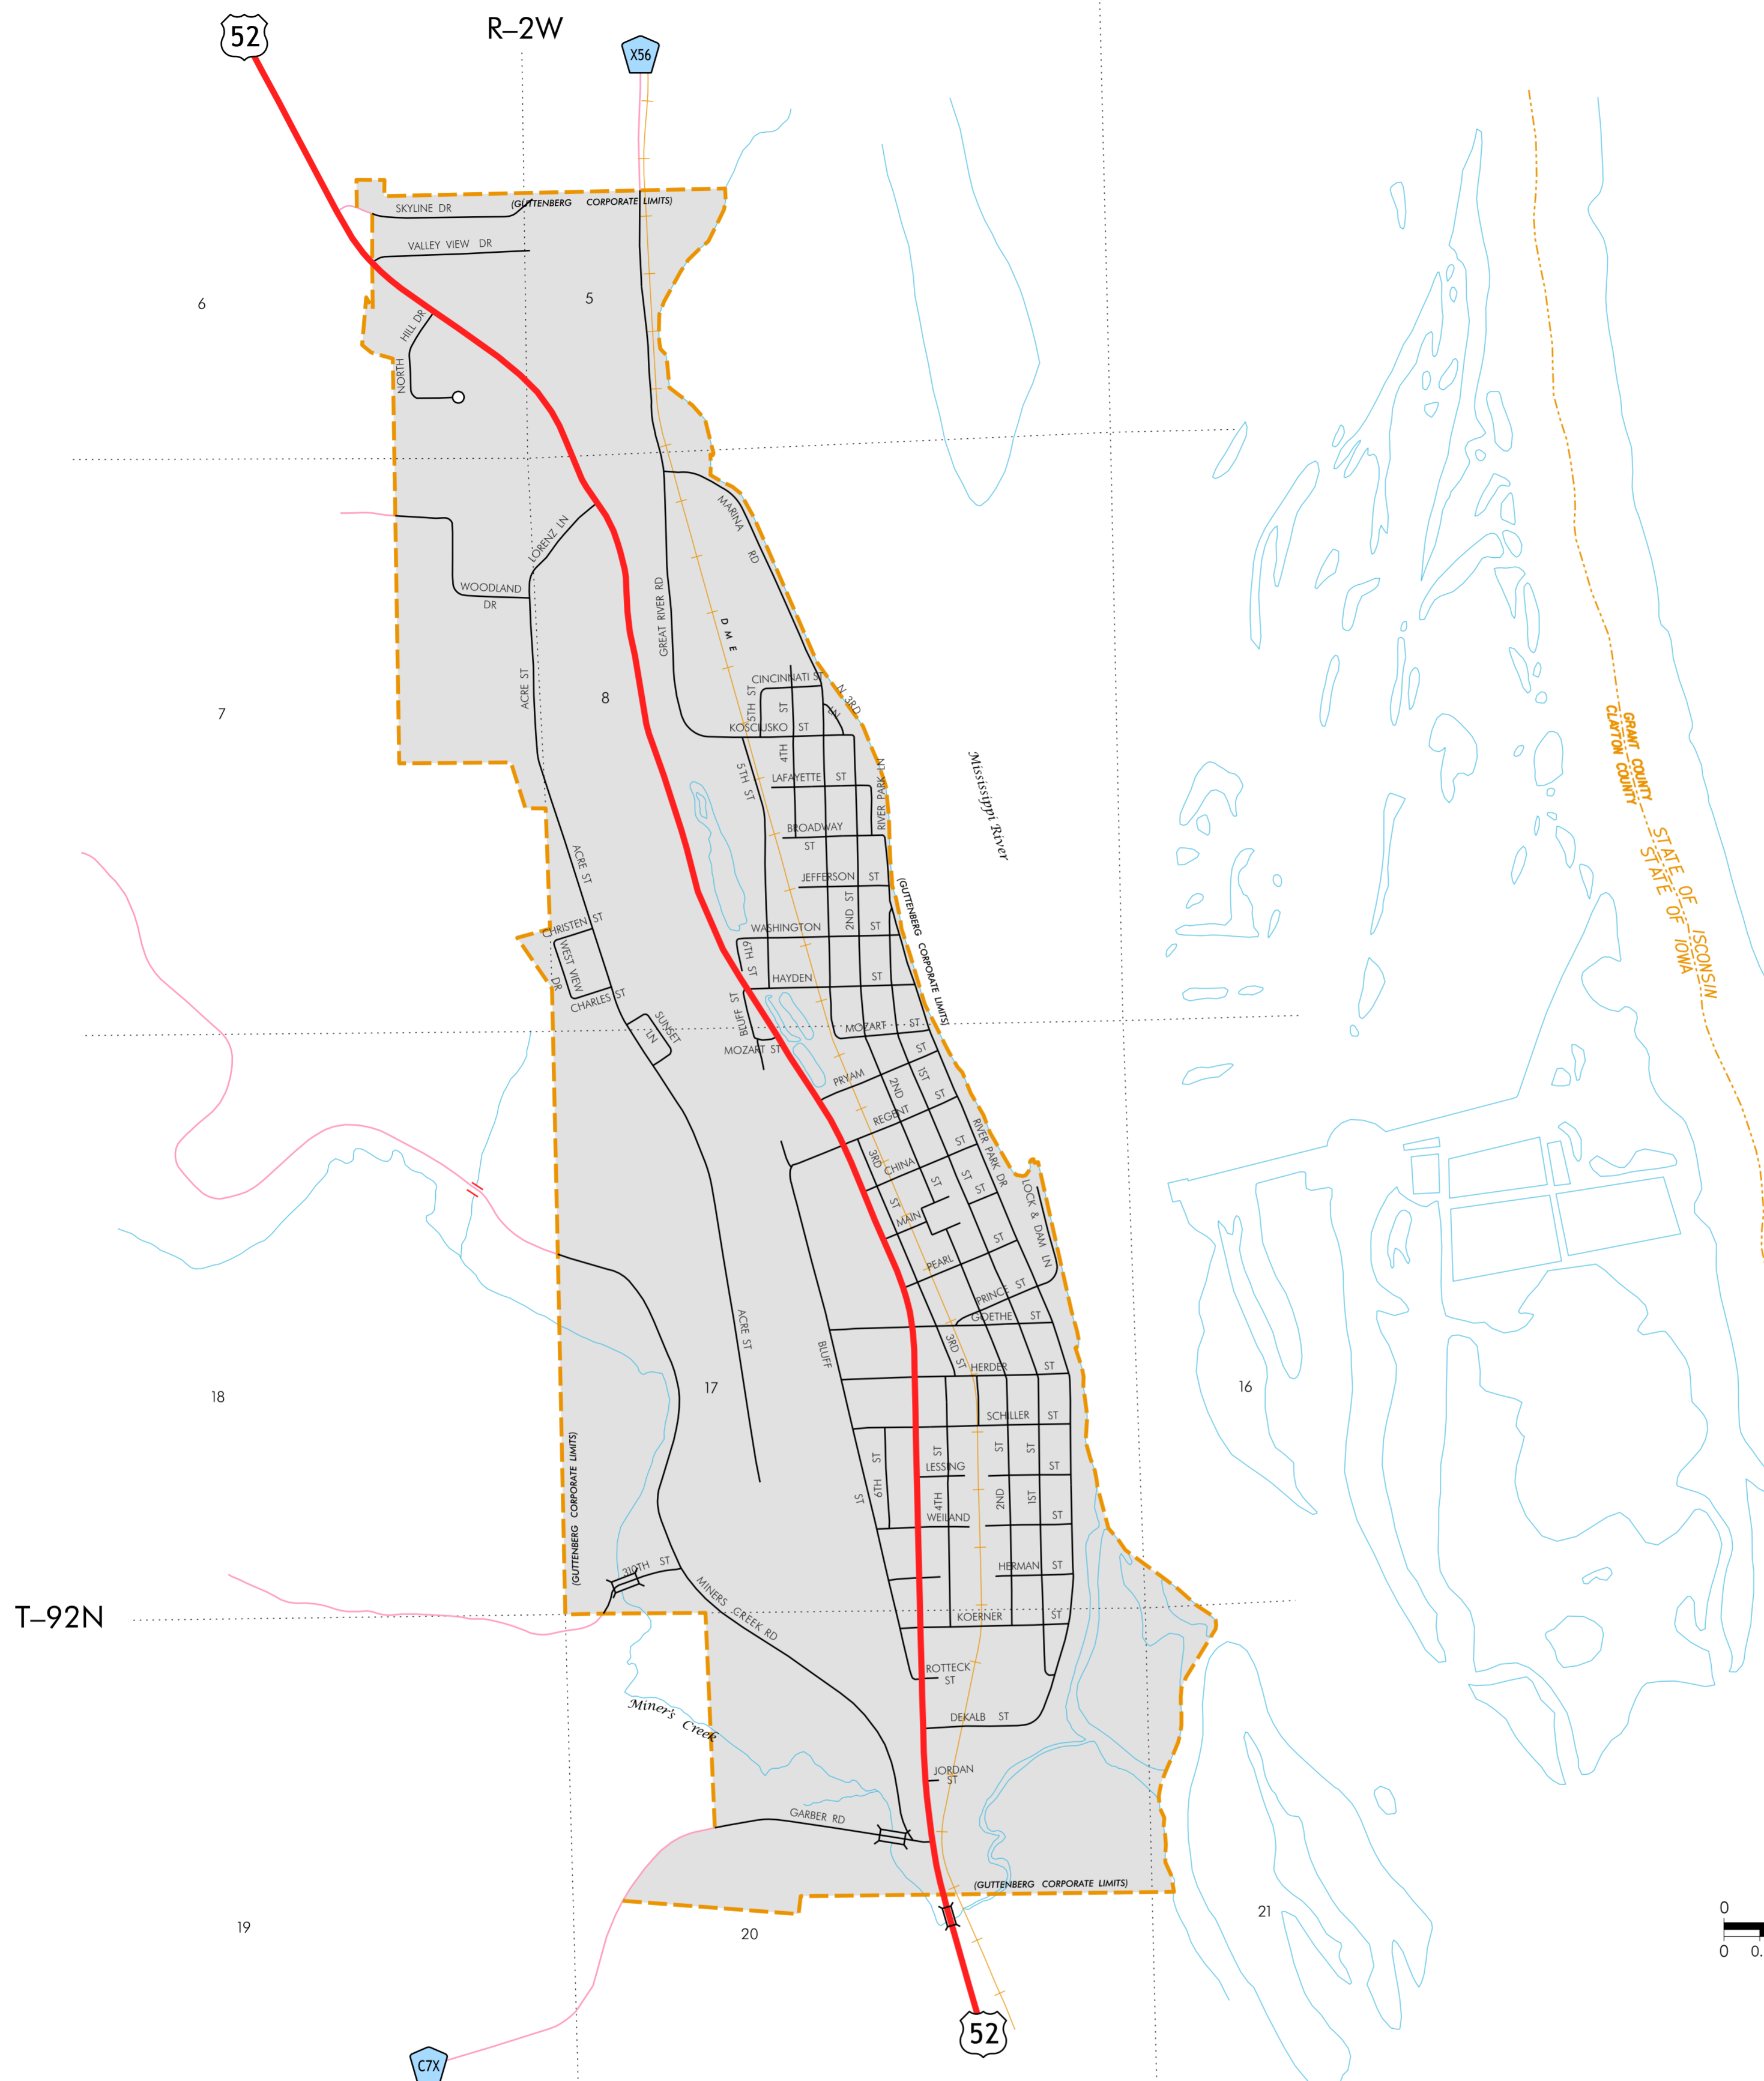 52
R–2W
X56
SKYLINE DR
(GUTTENBERG CORPORATE LIMITS)
VALLEY VIEW DR
6
5
NORTH HILL DR
MARINA RD
LORENZ LN
WOODLAND DR
GREAT RIVER RD
D M E
ACRE ST
8
7
CINCINNATI ST
N 3RD LN
5TH ST
4TH ST
KOSCIUSKO ST
5TH ST
LAFAYETTE ST
RIVER PARK LN
BROADWAY ST
Mississippi River
GRANT COUNTY
CLAYTON COUNTY
STATE OF ISCONSIN
STATE OF IOWA
JEFFERSON ST
2ND ST
(GUTTENBERG CORPORATE LIMITS)
ACRE ST
CHRISTEN ST
WEST VIEW DR
CHARLES ST
WASHINGTON ST
6TH ST
HAYDEN ST
BLUFF ST
SUNSET LN
MOZART ST
MOZART ST
PRYAM ST
2ND ST
1ST ST
REGENT ST
RIVER PARK DR
3RD ST
CHINA ST
LOCK & DAM LN
MAIN ST
PEARL ST
PRINCE ST
GOETHE ST
ACRE ST
BLUFF ST
3RD ST
HERDER ST
17
18
16
SCHILLER ST
6TH ST
4TH ST
2ND ST
1ST ST
LESSING ST
WEILAND ST
(GUTTENBERG CORPORATE LIMITS)
310TH ST
HERMAN ST
MINERS CREEK RD
T–92N
KOERNER ST
ROTTECK ST
Miner's Creek
DEKALB ST
JORDAN ST
GARBER RD
(GUTTENBERG CORPORATE LIMITS)
19
20
21
0
0 0.
52
C7X